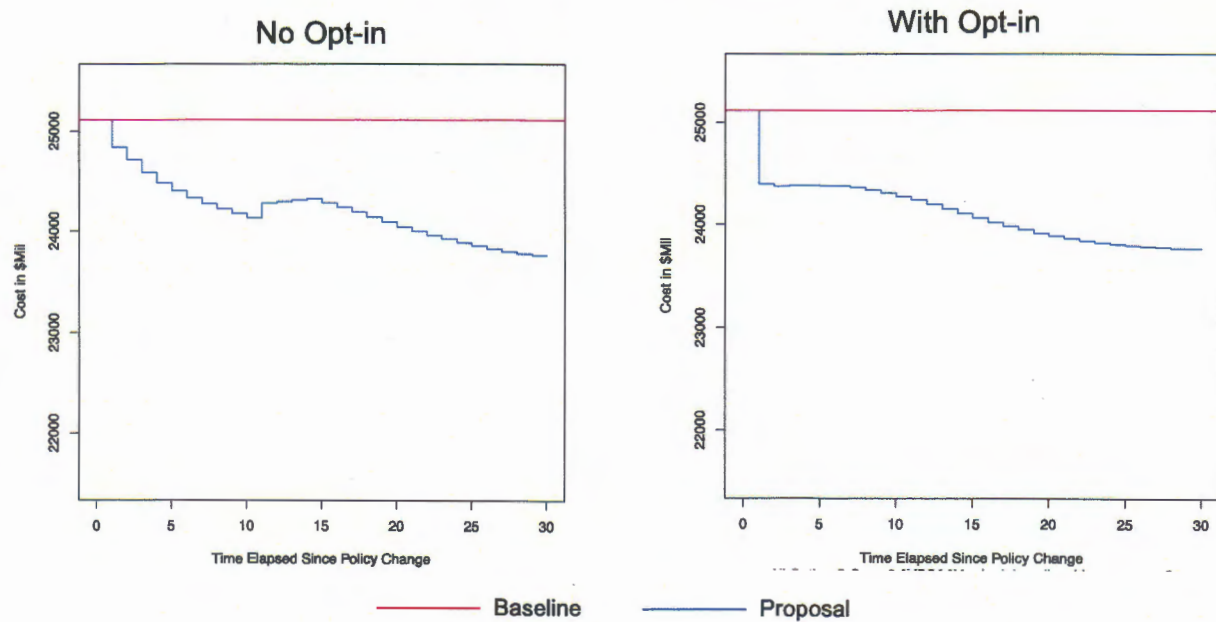 No Opt-in
With Opt-in
25000
24000
23000
22000
Cost in $Mil
0 5 10 15 20 25 30
Time Elapsed Since Policy Change
25000
24000
23000
22000
Cost in $Mil
0 5 10 15 20 25 30
Time Elapsed Since Policy Change
Baseline
Proposal